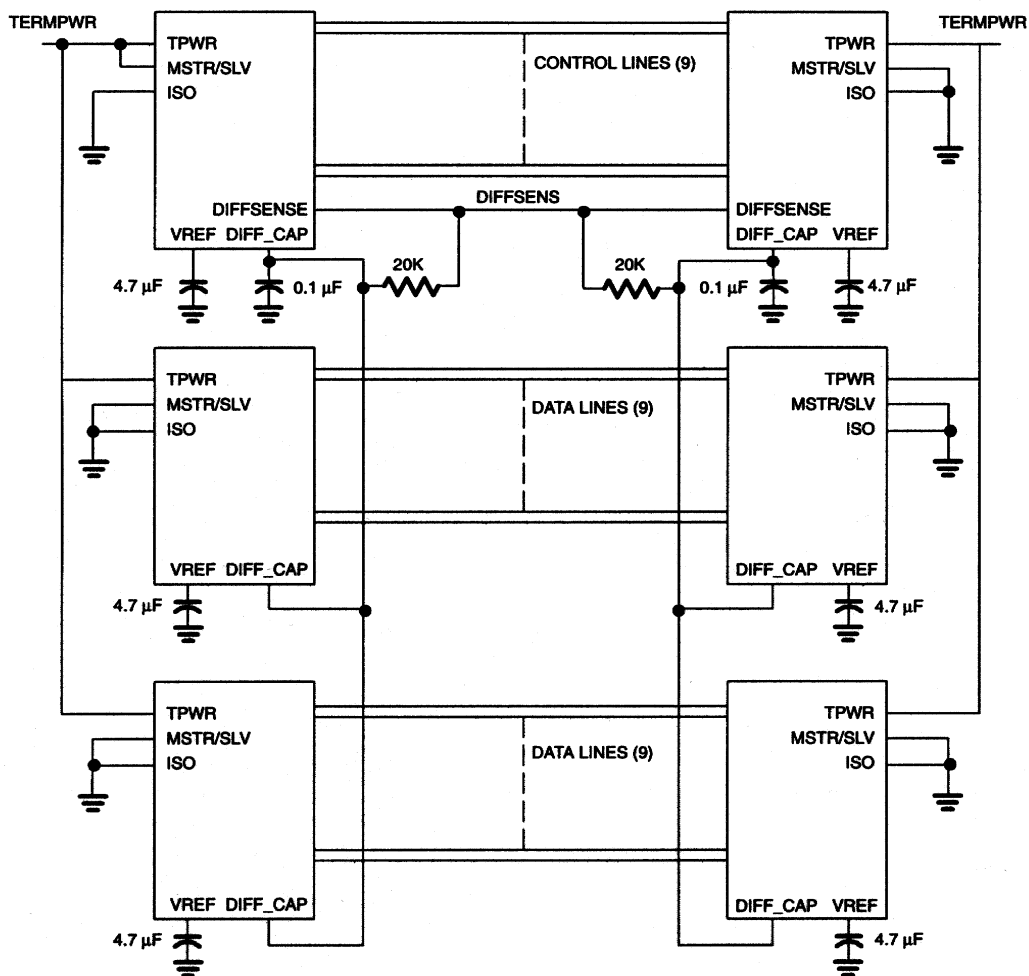 TERMPWR
TERMPWR
TPWR
MSTR/SLV
ISO
CONTROL LINES (9)
TPWR
MSTR/SLV
ISO
DIFFSENSE
DIFFSENS
DIFFSENSE
VREF DIFF_CAP
DIFF_CAP VREF
4.7 µF
0.1 µF
20K
20K
0.1 µF
4.7 µF
TPWR
MSTR/SLV
ISO
DATA LINES (9)
TPWR
MSTR/SLV
ISO
VREF DIFF_CAP
DIFF_CAP VREF
4.7 µF
4.7 µF
TPWR
MSTR/SLV
ISO
DATA LINES (9)
TPWR
MSTR/SLV
ISO
VREF DIFF_CAP
DIFF_CAP VREF
4.7 µF
4.7 µF